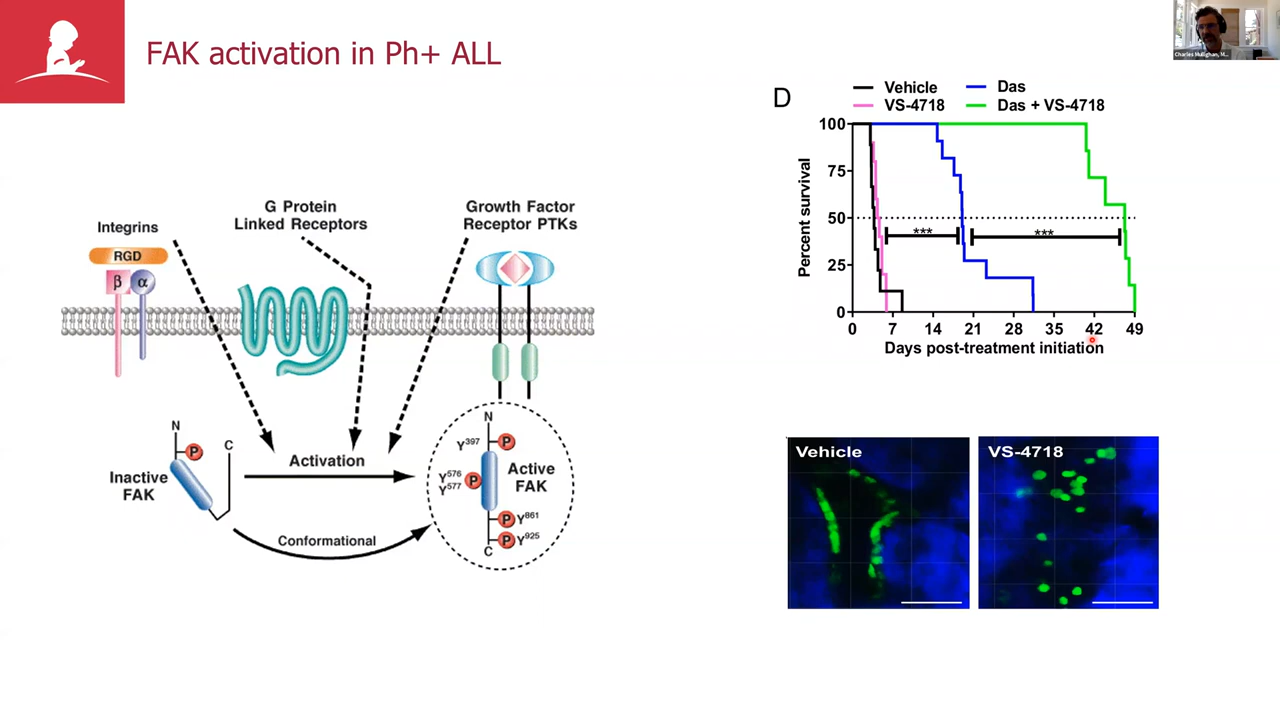 FAK activation in Ph+ ALL
Charles Mullighan, M...
Integrins
RGD
β
α
G Protein
Linked Receptors
Growth Factor
Receptor PTKs
N
P
C
Inactive
FAK
Activation
Conformational
N
Y397
P
Y576
Y577
P
Active
FAK
P
Y861
P
Y925
C
D
Vehicle
VS-4718
Das
Das + VS-4718
Percent survival
100
75
50
25
0
***
***
0 7 14 21 28 35 42 49
Days post-treatment initiation
Vehicle
VS-4718